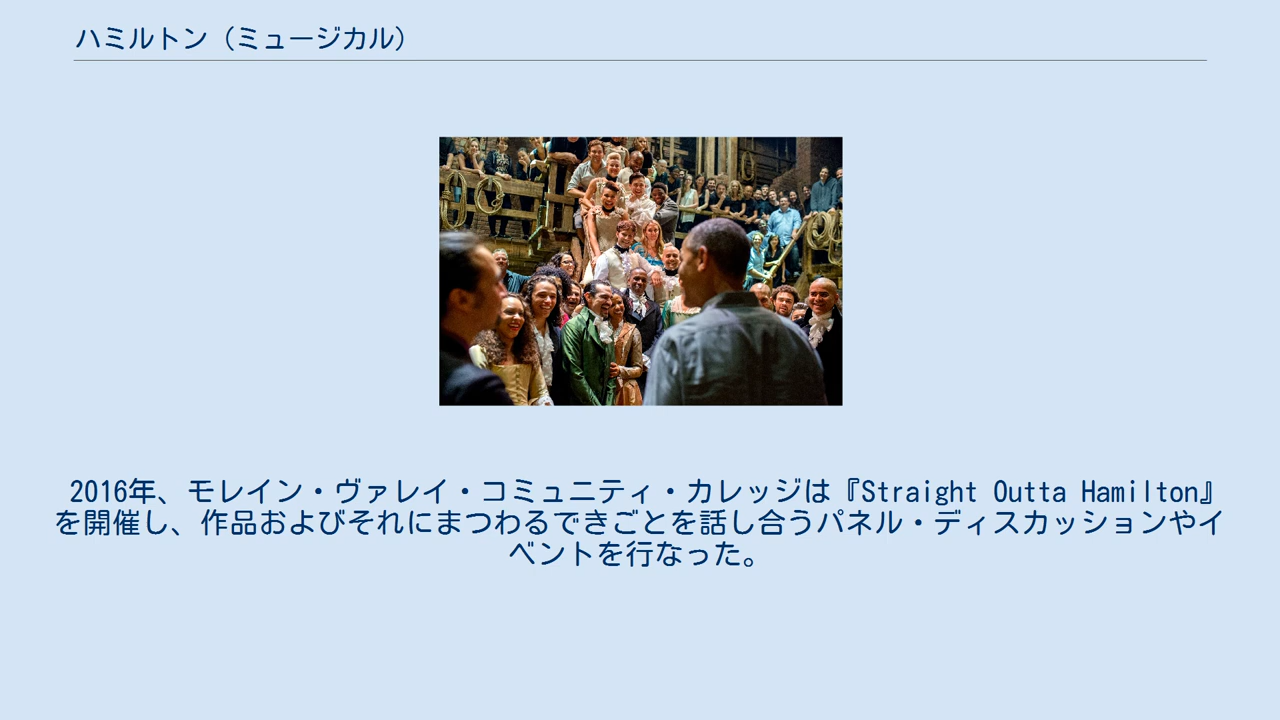 ハミルトン（ミュージカル）
2016年、モレイン・ヴァレイ・コミュニティ・カレッジは『Straight Outta Hamilton』
を開催し、作品およびそれにまつわるできごとを話し合うパネル・ディスカッションやイ
ベントを行なった。